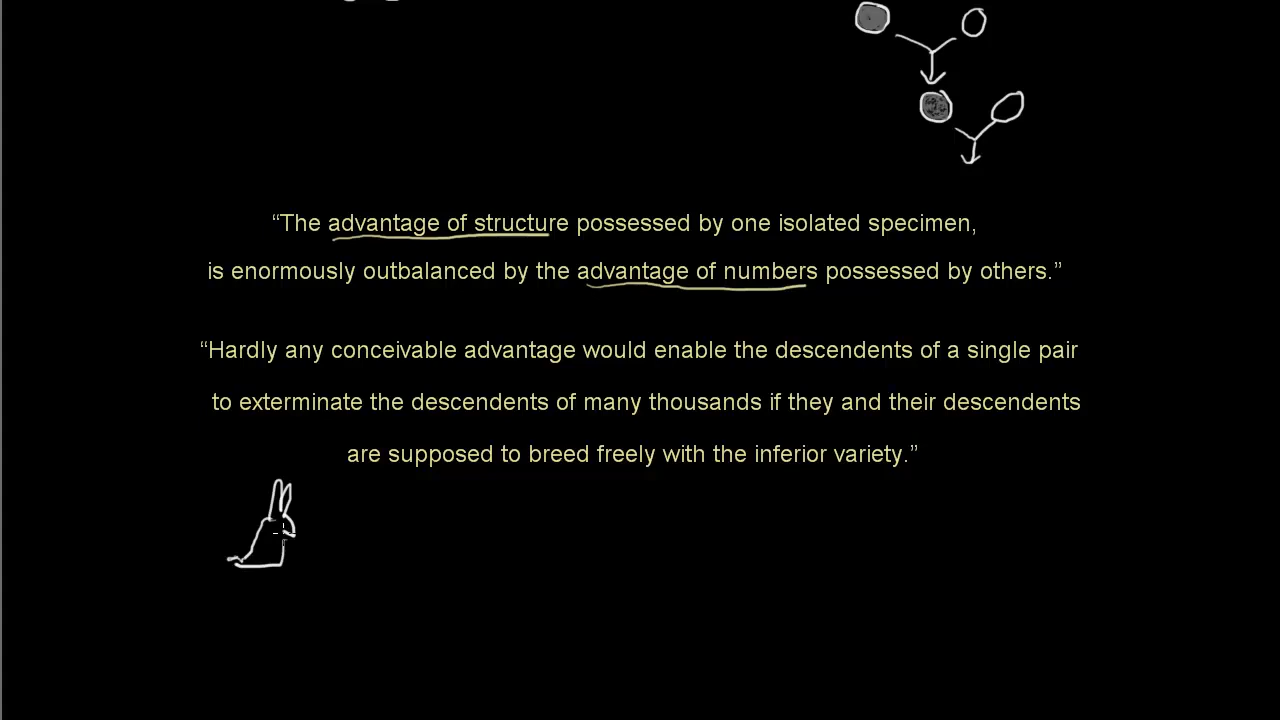 “The advantage of structure possessed by one isolated specimen,
is enormously outbalanced by the advantage of numbers possessed by others.”
“Hardly any conceivable advantage would enable the descendents of a single pair
to exterminate the descendents of many thousands if they and their descendents
are supposed to breed freely with the inferior variety.”